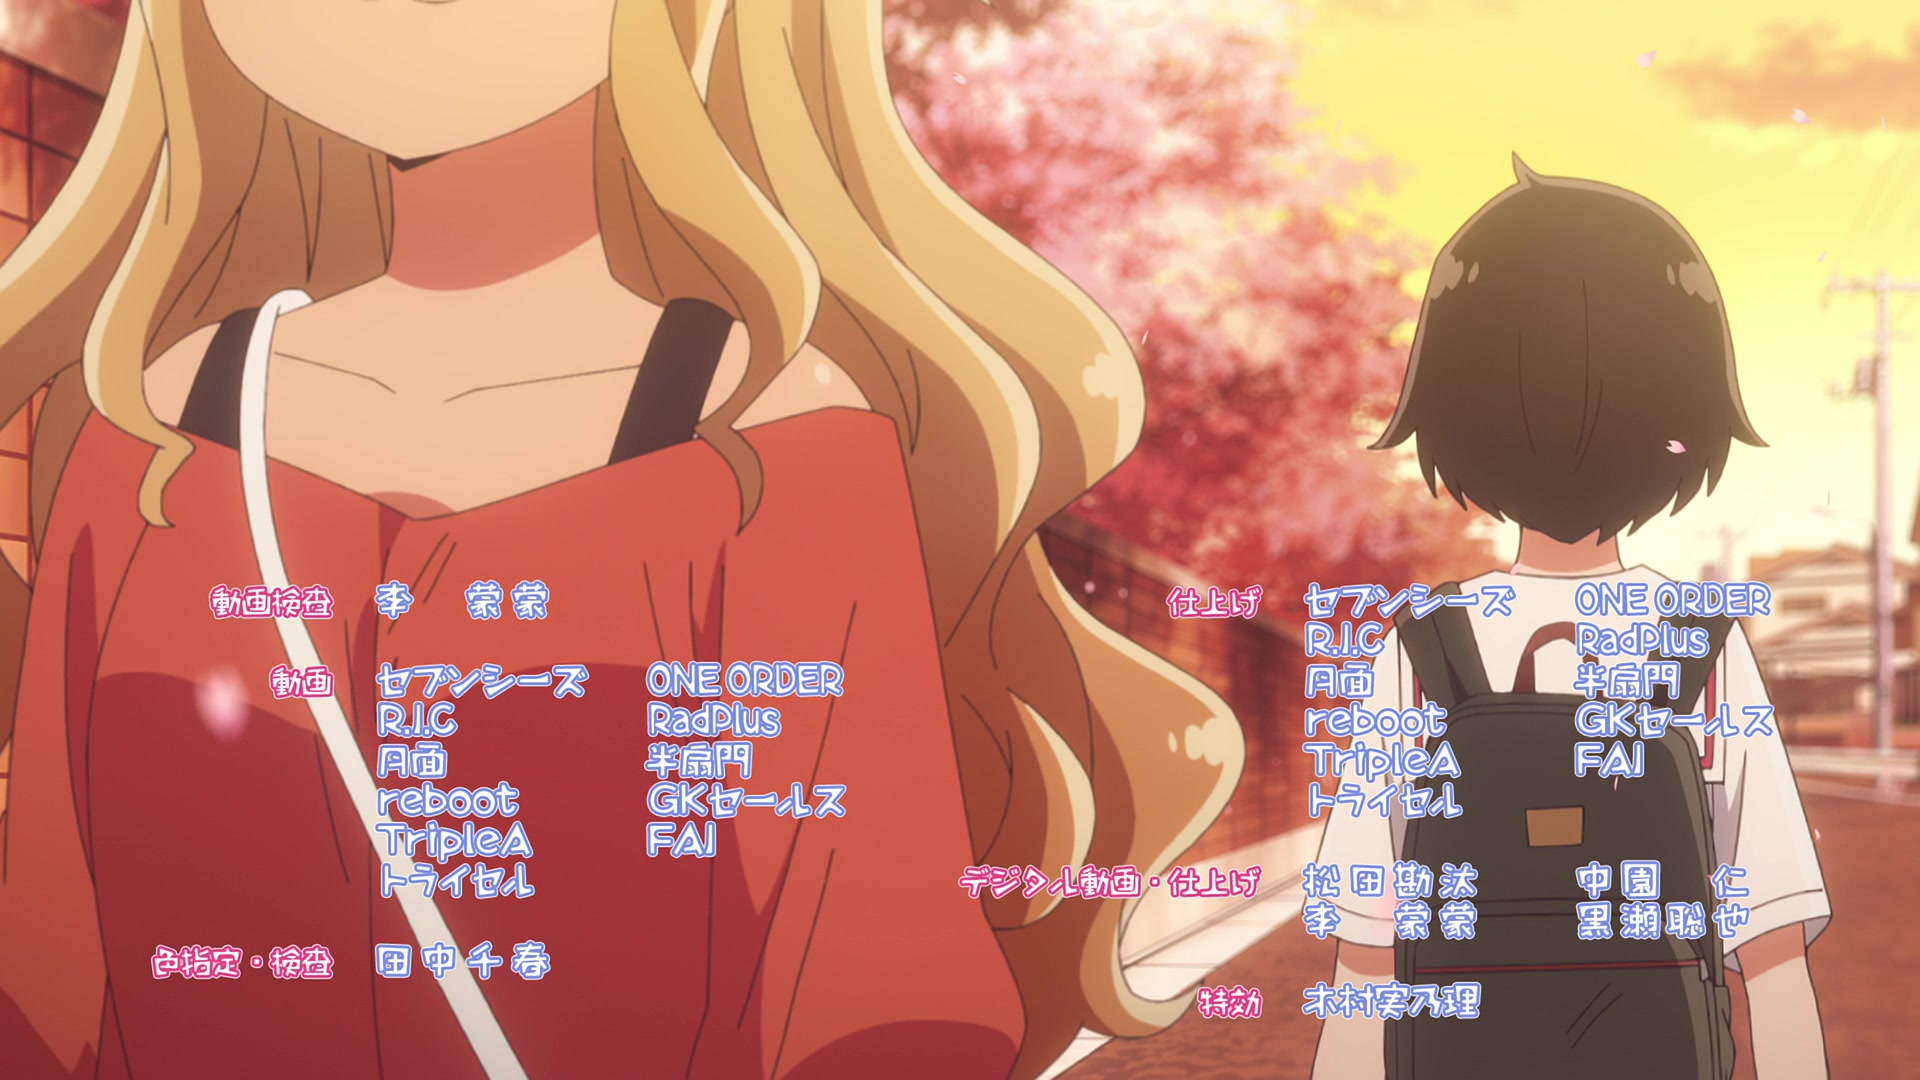 動画検査 李 蒙蒙
動画 セブンシーズ ONE ORDER
R.I.C RadPlus
月面 半扇門
reboot GKセールス
TripleA FAI
トライセル
色指定・検査 田中千春
仕上げ セブンシーズ ONE ORDER
R.I.C RadPlus
月面 半扇門
reboot GKセールス
TripleA FAI
トライセル
デジタル動画・仕上げ 松田勘汰 中園 仁
李 蒙蒙 黒瀬聡也
特効 木村実乃理